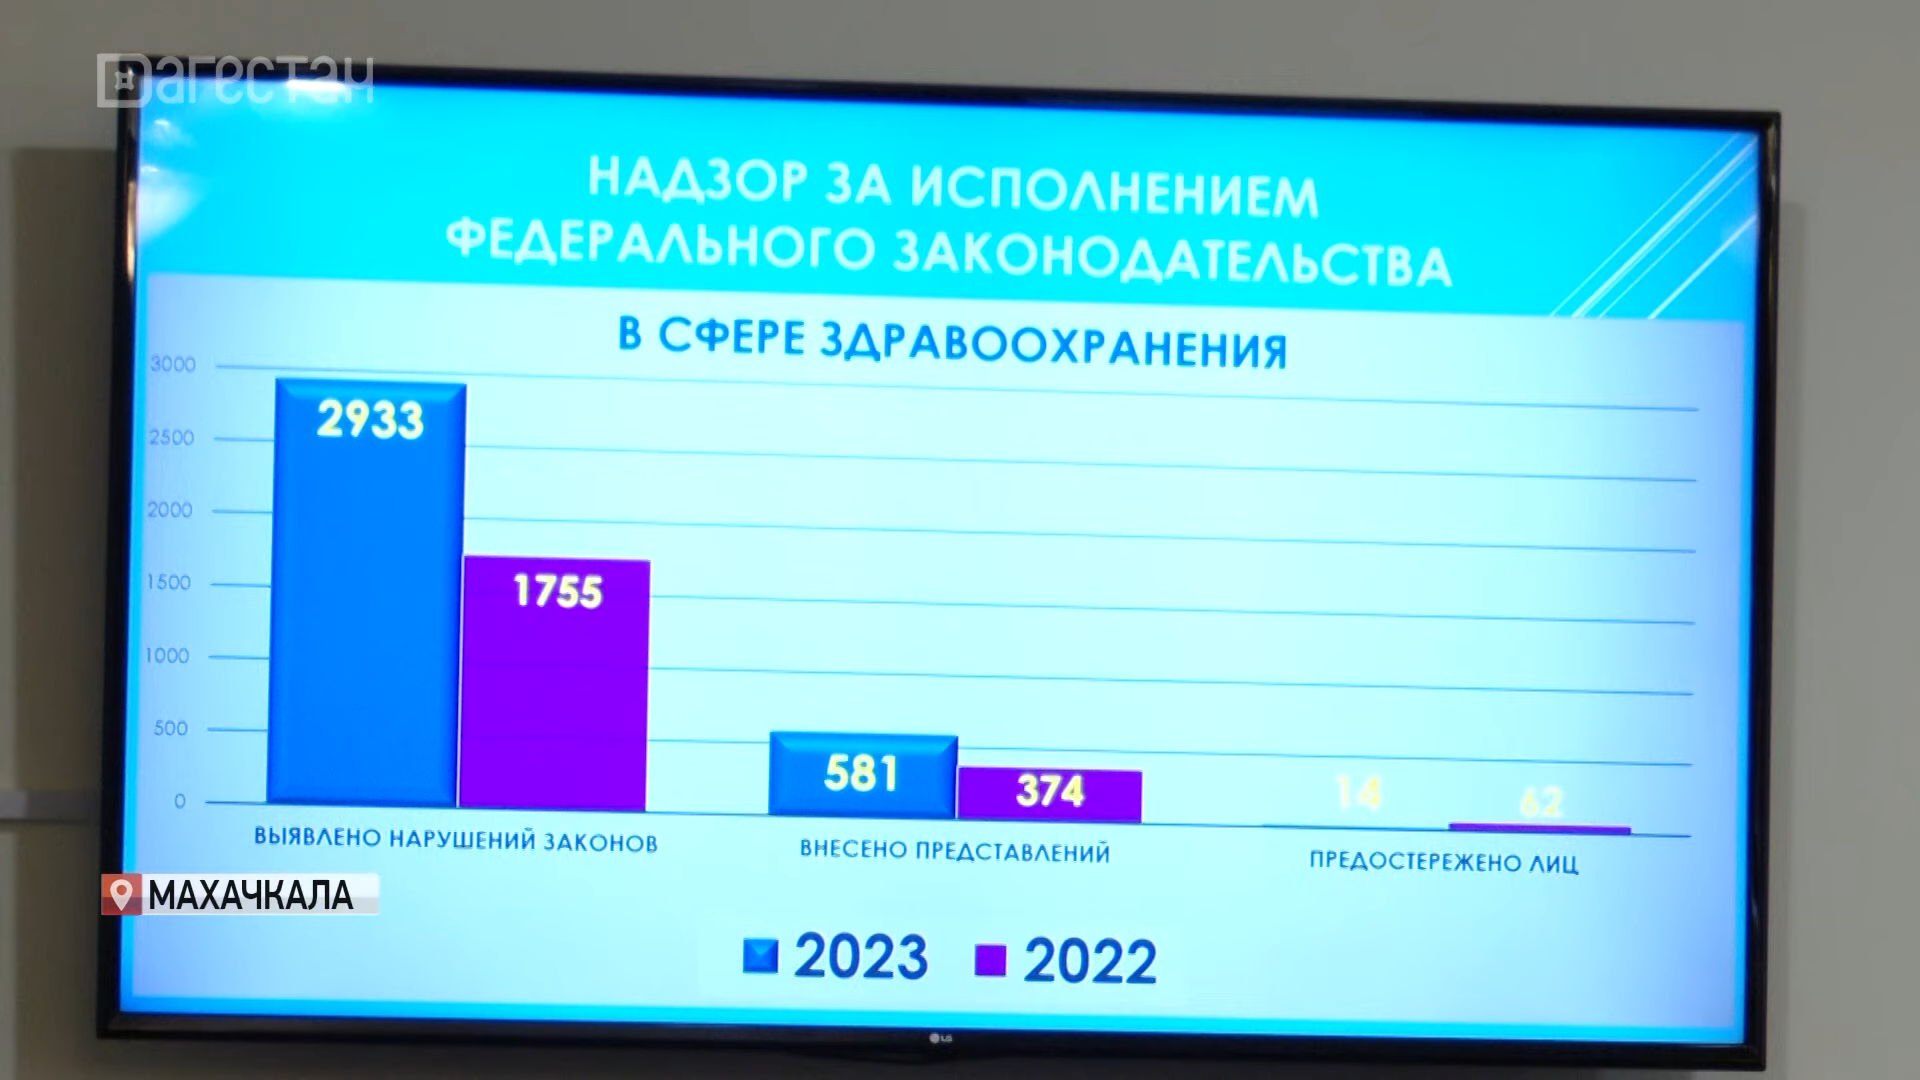 Дагестан
НАДЗОР ЗА ИСПОЛНЕНИЕМ
ФЕДЕРАЛЬНОГО ЗАКОНОДАТЕЛЬСТВА
В СФЕРЕ ЗДРАВООХРАНЕНИЯ
3000
2500
2000
1500
1000
500
0
2933
1755
581
374
14
62
ВЫЯВЛЕНО НАРУШЕНИЙ ЗАКОНОВ
ВНЕСЕНО ПРЕДСТАВЛЕНИЙ
ПРЕДОСТЕРЕЖЕНО ЛИЦ
МАХАЧКАЛА
2023
2022
LG